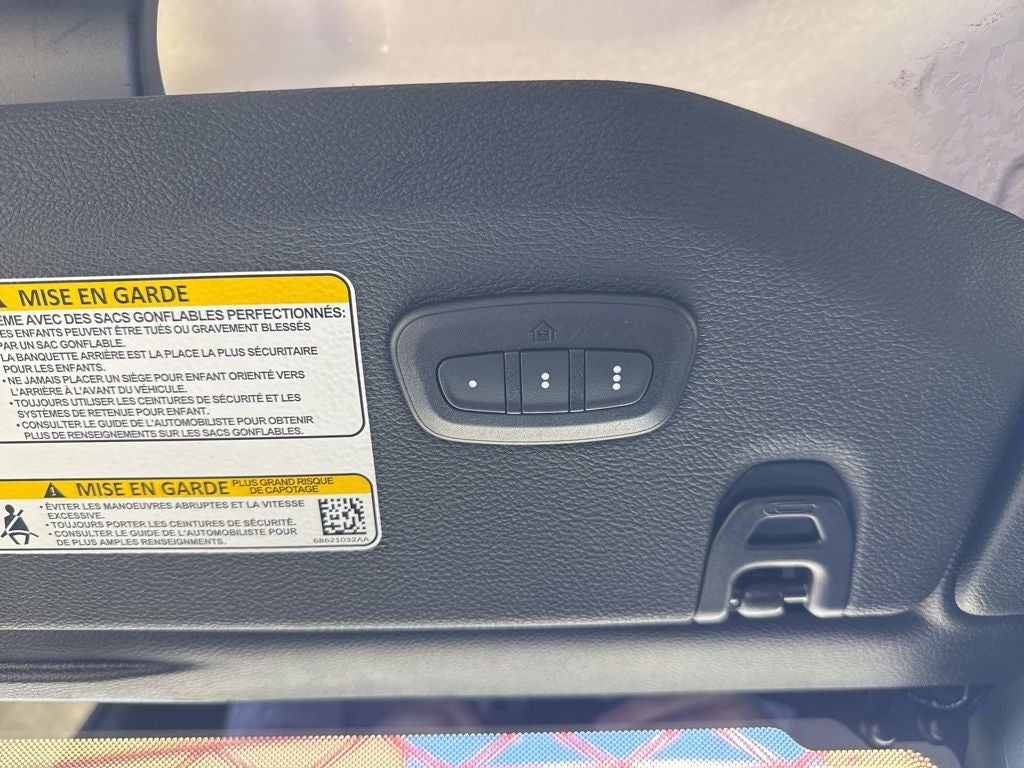 MISE EN GARDE
ME AVEC DES SACS GONFLABLES PERFECTIONNÉS:
ES ENFANTS PEUVENT ÊTRE TUÉS OU GRAVEMENT BLESSÉS
PAR UN SAC GONFLABLE.
LA BANQUETTE ARRIÈRE EST LA PLACE LA PLUS SÉCURITAIRE
POUR LES ENFANTS.
• NE JAMAIS PLACER UN SIÈGE POUR ENFANT ORIENTÉ VERS
L'ARRIÈRE À L'AVANT DU VÉHICULE.
• TOUJOURS UTILISER LES CEINTURES DE SÉCURITÉ ET LES
SYSTÈMES DE RETENUE POUR ENFANT.
• CONSULTER LE GUIDE DE L'AUTOMOBILISTE POUR OBTENIR
PLUS DE RENSEIGNEMENTS SUR LES SACS GONFLABLES.
MISE EN GARDE PLUS GRAND RISQUE
DE CAPOTAGE
• ÉVITER LES MANOEUVRES ABRUPTES ET LA VITESSE
EXCESSIVE.
• TOUJOURS PORTER LES CEINTURES DE SÉCURITÉ.
• CONSULTER LE GUIDE DE L'AUTOMOBILISTE POUR
DE PLUS AMPLES RENSEIGNMENTS.
68621032AA